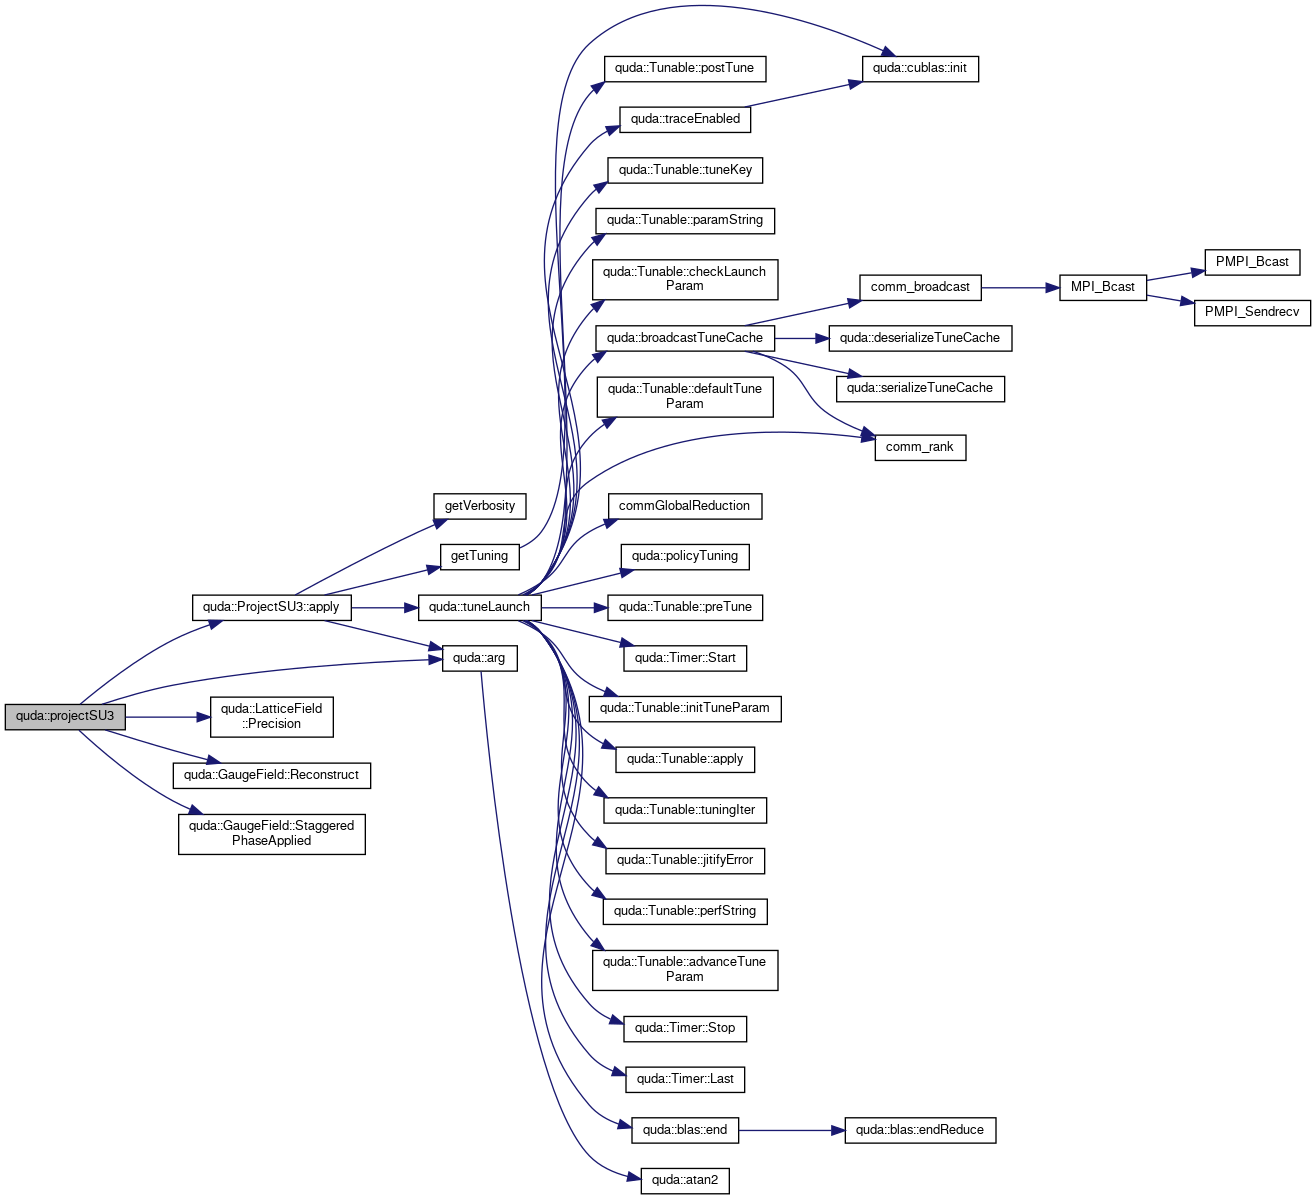 quda::projectSU3
quda::ProjectSU3::apply
quda::LatticeField
::Precision
quda::GaugeField::Reconstruct
quda::GaugeField::Staggered
PhaseApplied
getVerbosity
getTuning
quda::tuneLaunch
quda::arg
quda::Tunable::postTune
quda::traceEnabled
quda::Tunable::tuneKey
quda::Tunable::paramString
quda::Tunable::checkLaunch
Param
quda::broadcastTuneCache
quda::Tunable::defaultTune
Param
commGlobalReduction
quda::policyTuning
quda::Tunable::preTune
quda::Timer::Start
quda::Tunable::initTuneParam
quda::Tunable::apply
quda::Tunable::tuningIter
quda::Tunable::jitifyError
quda::Tunable::perfString
quda::Tunable::advanceTune
Param
quda::Timer::Stop
quda::Timer::Last
quda::blas::end
quda::atan2
quda::cublas::init
comm_broadcast
quda::deserializeTuneCache
quda::serializeTuneCache
comm_rank
quda::blas::endReduce
MPI_Bcast
PMPI_Bcast
PMPI_Sendrecv